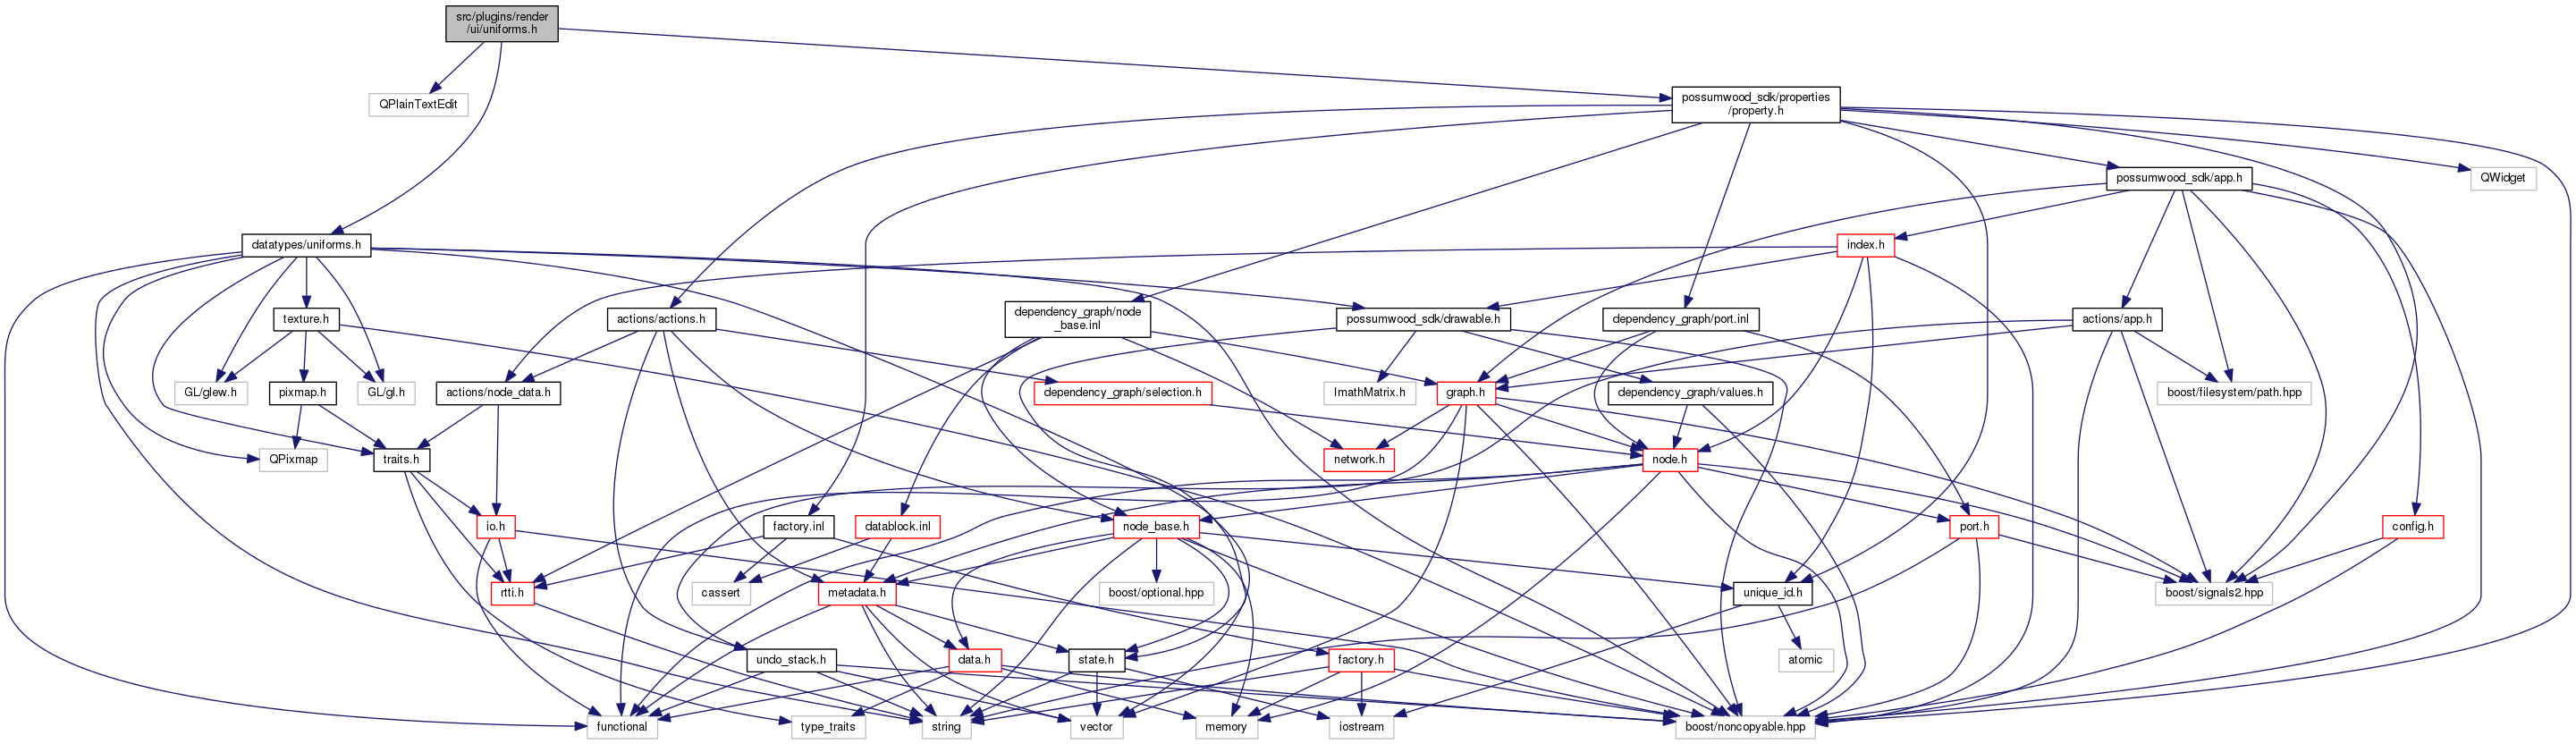 src/plugins/render
/ui/uniforms.h
QPlainTextEdit
possumwood_sdk/properties
/property.h
possumwood_sdk/app.h
QWidget
datatypes/uniforms.h
index.h
texture.h
actions/actions.h
dependency_graph/node
_base.inl
possumwood_sdk/drawable.h
dependency_graph/port.inl
actions/app.h
GL/glew.h
pixmap.h
GL/gl.h
actions/node_data.h
dependency_graph/selection.h
ImathMatrix.h
graph.h
dependency_graph/values.h
boost/filesystem/path.hpp
QPixmap
traits.h
network.h
node.h
io.h
factory.inl
datablock.inl
node_base.h
port.h
config.h
rtti.h
cassert
metadata.h
boost/optional.hpp
unique_id.h
boost/signals2.hpp
undo_stack.h
data.h
state.h
factory.h
atomic
functional
type_traits
string
vector
memory
iostream
boost/noncopyable.hpp